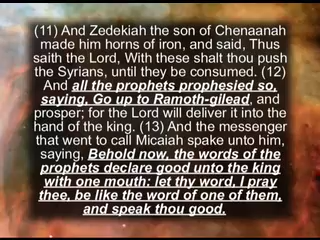 (11) And Zedekiah the son of Chenaanah
made him horns of iron, and said, Thus
saith the Lord, With these shalt thou push
the Syrians, until they be consumed. (12)
And all the prophets prophesied so,
saying, Go up to Ramoth-gilead, and
prosper; for the Lord will deliver it into the
hand of the king. (13) And the messenger
that went to call Micaiah spake unto him,
saying, Behold now, the words of the
prophets declare good unto the king
with one mouth: let thy word, I pray
thee, be like the word of one of them,
and speak thou good.